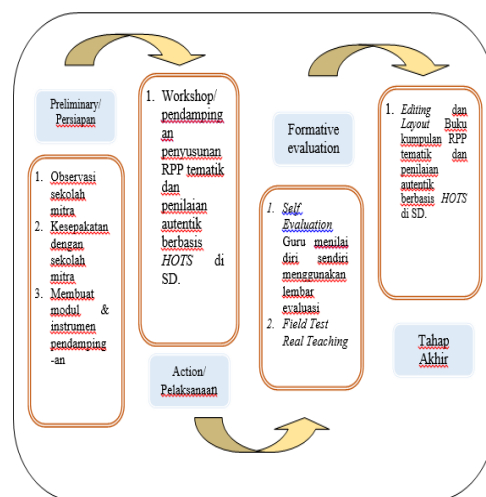 Preliminary/
Persiapan
1. Observasi
sekolah
mitra
2. Kesepakatan
dengan
sekolah
mitra
3. Membuat
modul &
instrumen
pendamping
-an
1. Workshop/
pendamping
an
penyusunan
RPP tematik
dan
penilaian
autentik
berbasis
HOTS di
SD.
Action/
Pelaksanaan
Formative
evaluation
1. Self
Evaluation
Guru menilai
diri sendiri
menggunakan
lembar
evaluasi
2. Field Test
Real Teaching
1. Editing dan
Layout Buku
kumpulan RPP
tematik dan
penilaian
autentik
berbasis HOTS
di SD.
Tahap
Akhir